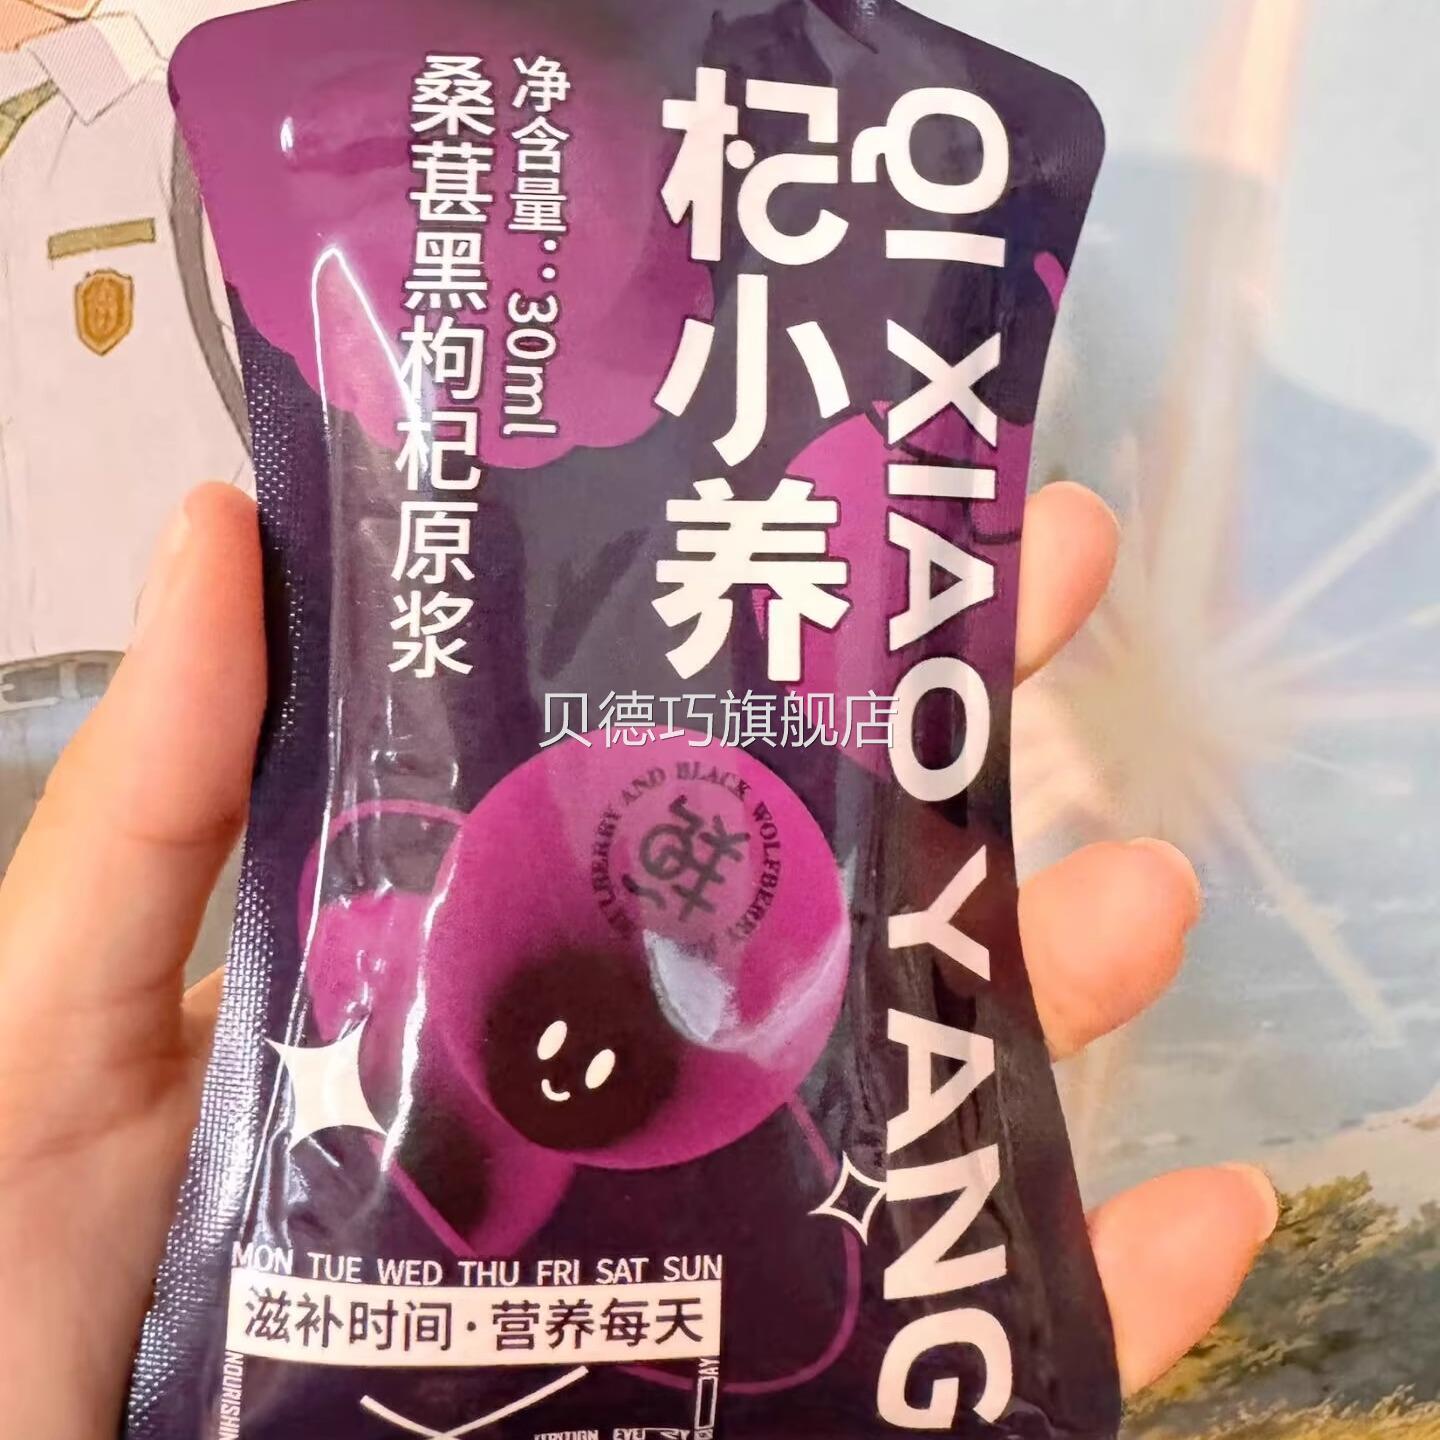 桑葚黑枸杞原浆
净含量：30ml
杞小养
QI XIAO YANG
贝德巧旗舰店
MULBERRY AND BLACK WOLFBERRY
MON TUE WED THU FRI SAT SUN
滋补时间·营养每天